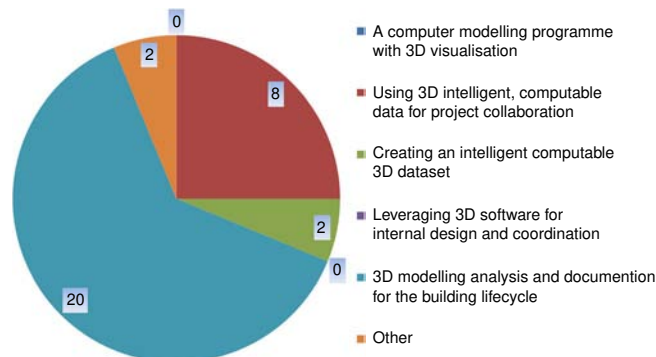 0
2
8
2
0
20
A computer modelling programme
with 3D visualisation
Using 3D intelligent, computable
data for project collaboration
Creating an intelligent computable
3D dataset
Leveraging 3D software for
internal design and coordination
3D modelling analysis and documention
for the building lifecycle
Other